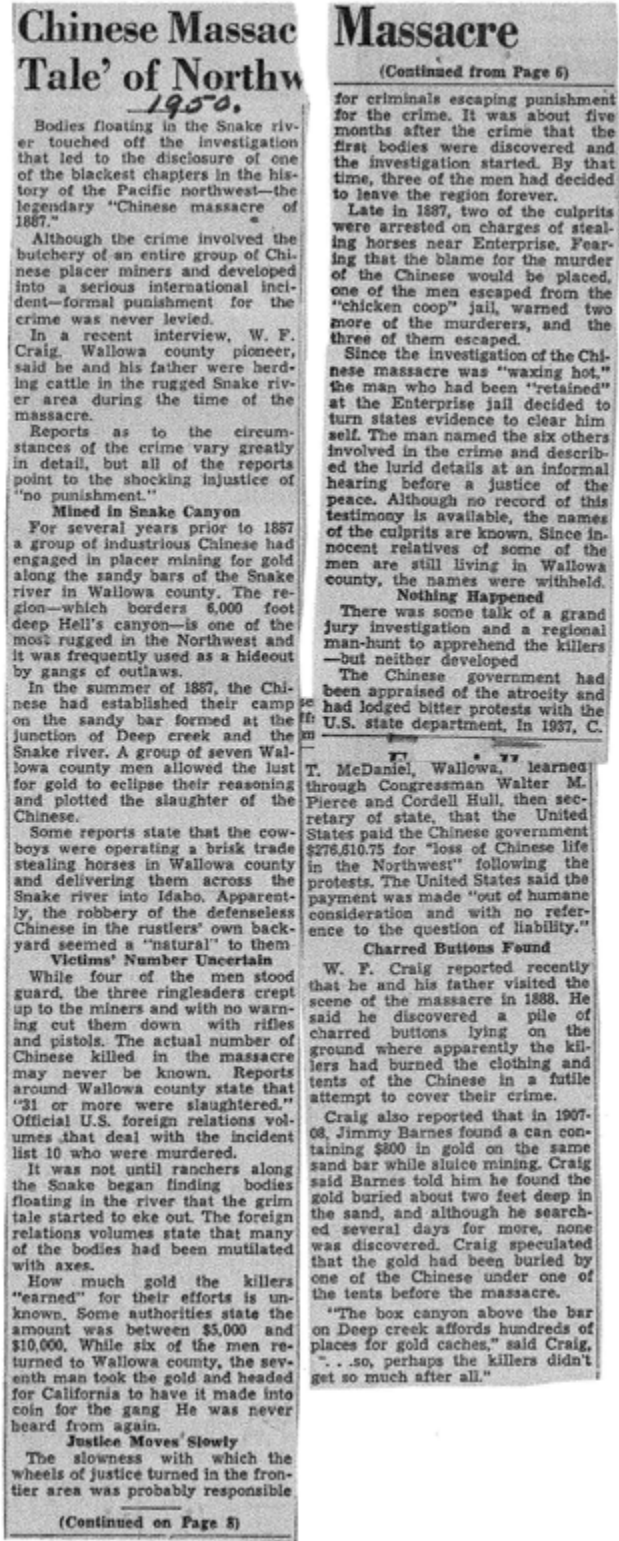 Chinese Massac
Tale' of Northw
1950.
Bodies floating in the Snake riv-
er touched off the investigation
that led to the disclosure of one
of the blackest chapters in the his-
tory of the Pacific northwest—the
legendary "Chinese massacre of
1887."
Although the crime involved the
butchery of an entire group of Chi-
nese placer miners and developed
into a serious international inci-
dent—formal punishment for the
crime was never levied.
In a recent interview, W. F.
Craig, Wallowa county pioneer,
said he and his father were herd-
ing cattle in the rugged Snake riv-
er area during the time of the
massacre.
Reports as to the circum-
stances of the crime vary greatly
in detail, but all of the reports
point to the shocking injustice of
"no punishment."
Mined in Snake Canyon
For several years prior to 1887
a group of industrious Chinese had
engaged in placer mining for gold
along the sandy bars of the Snake
river in Wallowa county. The re-
gion—which borders 6,000 foot
deep Hell's canyon—is one of the
most rugged in the Northwest and
it was frequently used as a hideout
by gangs of outlaws.
In the summer of 1887, the Chi-
nese had established their camp
on the sandy bar formed at the
junction of Deep creek and the
Snake river. A group of seven Wal-
lowa county men allowed the lust
for gold to eclipse their reasoning
and plotted the slaughter of the
Chinese.
Some reports state that the cow-
boys were operating a brisk trade
stealing horses in Wallowa county
and delivering them across the
Snake river into Idaho. Apparent-
ly, the robbery of the defenseless
Chinese in the rustlers' own back-
yard seemed a "natural" to them
Victims' Number Uncertain
While four of the men stood
guard, the three ringleaders crept
up to the miners and with no warn-
ing cut them down with rifles
and pistols. The actual number of
Chinese killed in the massacre
may never be known. Reports
around Wallowa county state that
"31 or more were slaughtered."
Official U.S. foreign relations vol-
umes that deal with the incident
list 10 who were murdered.
It was not until ranchers along
the Snake began finding bodies
floating in the river that the grim
tale started to eke out. The foreign
relations volumes state that many
of the bodies had been mutilated
with axes.
How much gold the killers
"earned" for their efforts is un-
known. Some authorities state the
amount was between $5,000 and
$10,000. While six of the men re-
turned to Wallowa county, the sev-
enth man took the gold and headed
for California to have it made into
coin for the gang He was never
heard from again.
Justice Moves Slowly
The slowness with which the
wheels of justice turned in the fron-
tier area was probably responsible
(Continued on Page 8)
Massacre
(Continued from Page 6)
for criminals escaping punishment
for the crime. It was about five
months after the crime that the
first bodies were discovered and
the investigation started. By that
time, three of the men had decided
to leave the region forever.
Late in 1887, two of the culprits
were arrested on charges of steal-
ing horses near Enterprise. Fear-
ing that the blame for the murder
of the Chinese would be placed,
one of the men escaped from the
"chicken coop" jail, warned two
more of the murderers, and the
three of them escaped.
Since the investigation of the Chi-
nese massacre was "waxing hot,"
the man who had been "retained"
at the Enterprise jail decided to
turn states evidence to clear him
self. The man named the six others
involved in the crime and describ-
ed the lurid details at an informal
hearing before a justice of the
peace. Although no record of this
testimony is available, the names
of the culprits are known. Since in-
nocent relatives of some of the
men are still living in Wallowa
county, the names were withheld.
Nothing Happened
There was some talk of a grand
jury investigation and a regional
man-hunt to apprehend the killers
—but neither developed
The Chinese government had
been appraised of the atrocity and
had lodged bitter protests with the
U.S. state department. In 1937, C.
T. McDaniel, Wallowa, learned
through Congressman Walter M.
Pierce and Cordell Hull, then sec-
retary of state, that the United
States paid the Chinese government
$276,610.75 for "loss of Chinese life
in the Northwest" following the
protests. The United States said the
payment was made "out of humane
consideration and with no refer-
ence to the question of liability."
Charred Buttons Found
W. F. Craig reported recently
that he and his father visited the
scene of the massacre in 1888. He
said he discovered a pile of
charred buttons lying on the
ground where apparently the kil-
lers had burned the clothing and
tents of the Chinese in a futile
attempt to cover their crime.
Craig also reported that in 1907-
08, Jimmy Barnes found a can con-
taining $800 in gold on the same
sand bar while sluice mining. Craig
said Barnes told him he found the
gold buried about two feet deep in
the sand, and although he search-
ed several days for more, none
was discovered. Craig speculated
that the gold had been buried by
one of the Chinese under one of
the tents before the massacre.
"The box canyon above the bar
on Deep creek affords hundreds of
places for gold caches," said Craig,
". . .so, perhaps the killers didn't
get so much after all."